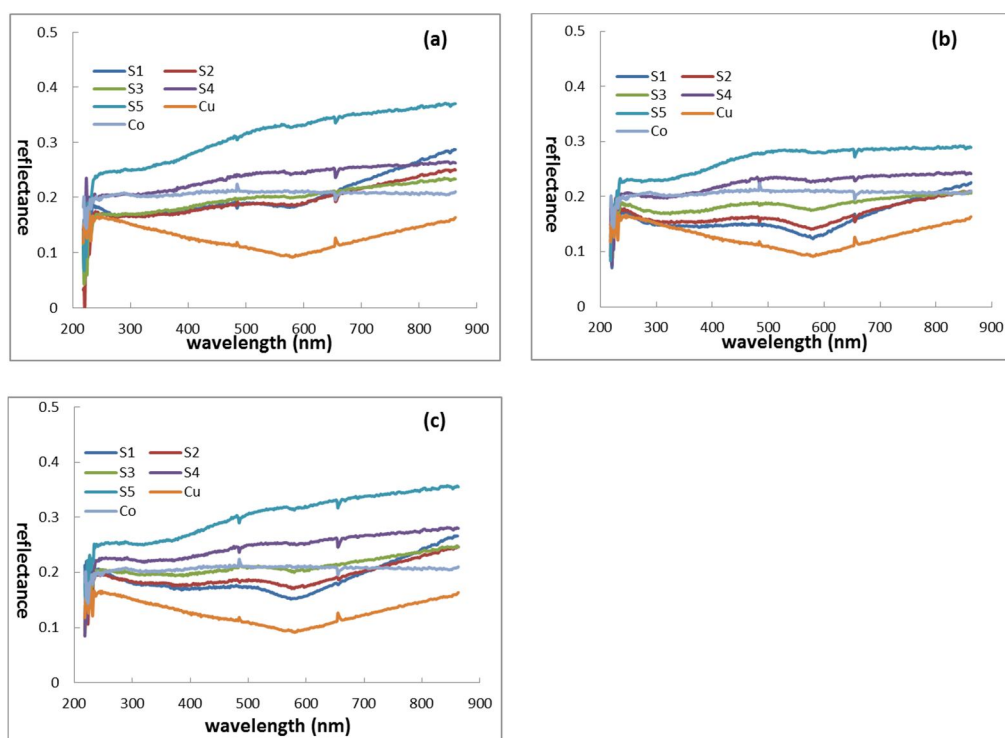 (a)
0.5
0.4
0.3
0.2
0.1
0
reflectance
S1 S2
S3 S4
S5 Cu
Co
200 300 400 500 600 700 800 900
wavelength (nm)
(b)
0.5
0.4
0.3
0.2
0.1
0
reflectance
S1 S2
S3 S4
S5 Cu
Co
200 300 400 500 600 700 800 900
wavelength (nm)
(c)
0.5
0.4
0.3
0.2
0.1
0
reflectance
S1 S2
S3 S4
S5 Cu
Co
200 300 400 500 600 700 800 900
wavelength (nm)